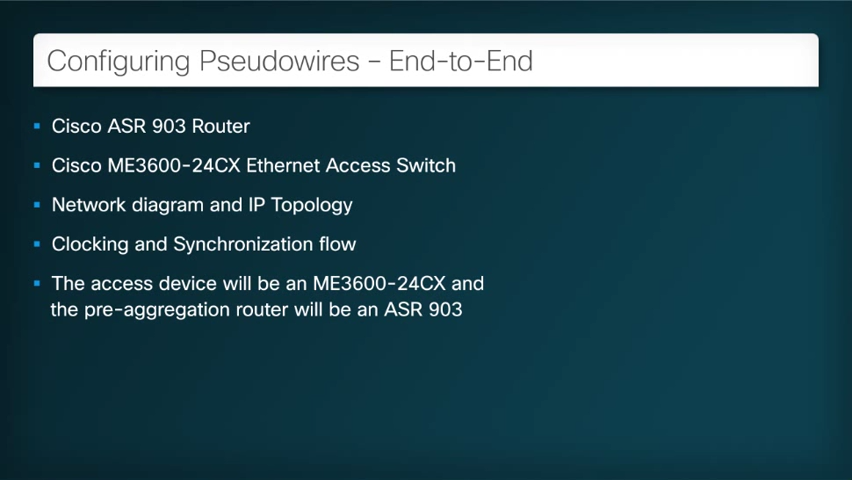 Configuring Pseudowires – End-to-End
▪ Cisco ASR 903 Router
▪ Cisco ME3600-24CX Ethernet Access Switch
▪ Network diagram and IP Topology
▪ Clocking and Synchronization flow
▪ The access device will be an ME3600-24CX and
the pre-aggregation router will be an ASR 903